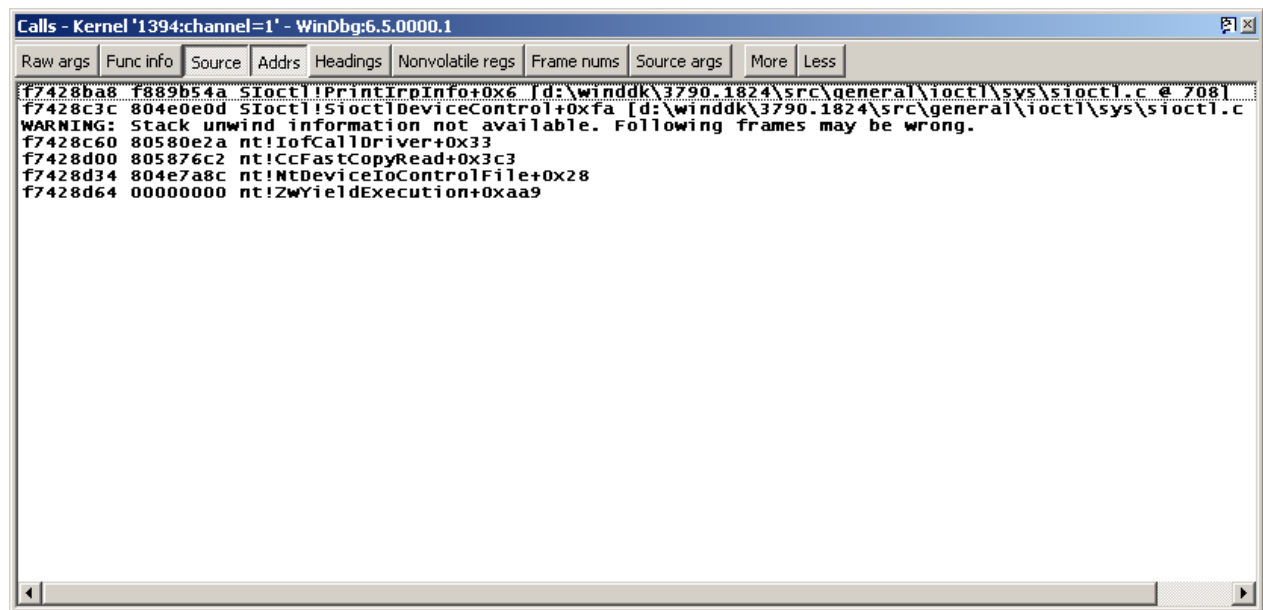 Calls - Kernel '1394:channel=1' - WinDbg:6.5.0000.1
Raw args Func info Source Addrs Headings Nonvolatile regs Frame nums Source args More Less
f7428ba8 f889b54a SIoctl!PrintIrpInfo+0x6 [d:\winddk\3790.1824\src\general\ioctl\sys\sioctl.c @ 708]
f7428c3c 804e0e0d SIoctl!SioctlDeviceControl+0xfa [d:\winddk\3790.1824\src\general\ioctl\sys\sioctl.c
WARNING: Stack unwind information not available. Following frames may be wrong.
f7428c60 80580e2a nt!IofCallDriver+0x33
f7428d00 805876c2 nt!CcFastCopyRead+0x3c3
f7428d34 804e7a8c nt!NtDeviceIoControlFile+0x28
f7428d64 00000000 nt!ZwYieldExecution+0xaa9